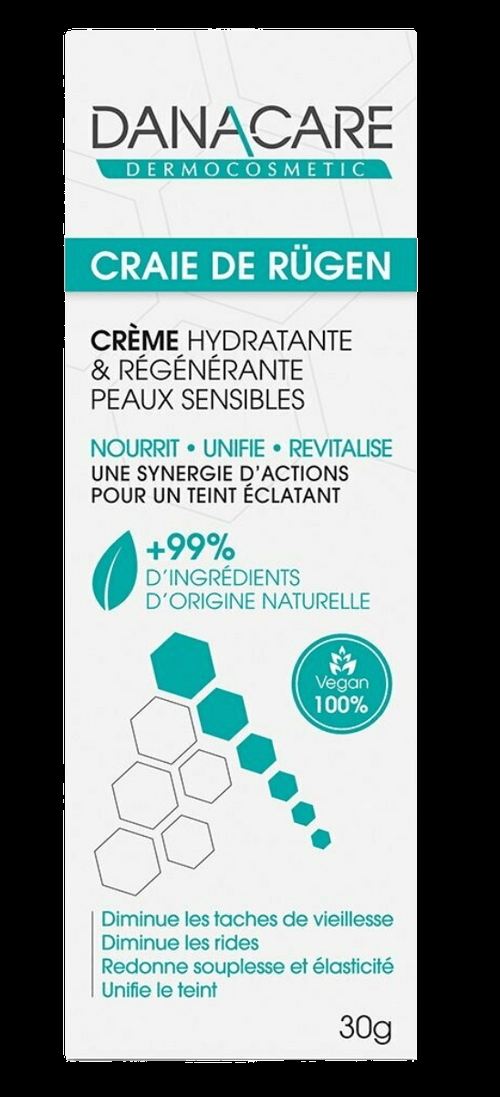 DANACARE
DERMOCOSMETIC
CRAIE DE RÜGEN
CRÈME HYDRATANTE
& RÉGÉNÉRANTE
PEAUX SENSIBLES
NOURRIT • UNIFIE • REVITALISE
UNE SYNERGIE D'ACTIONS
POUR UN TEINT ÉCLATANT
+99%
D'INGRÉDIENTS
D'ORIGINE NATURELLE
Vegan
100%
Diminue les taches de vieillesse
Diminue les rides
Redonne souplesse et élasticité
Unifie le teint
30g